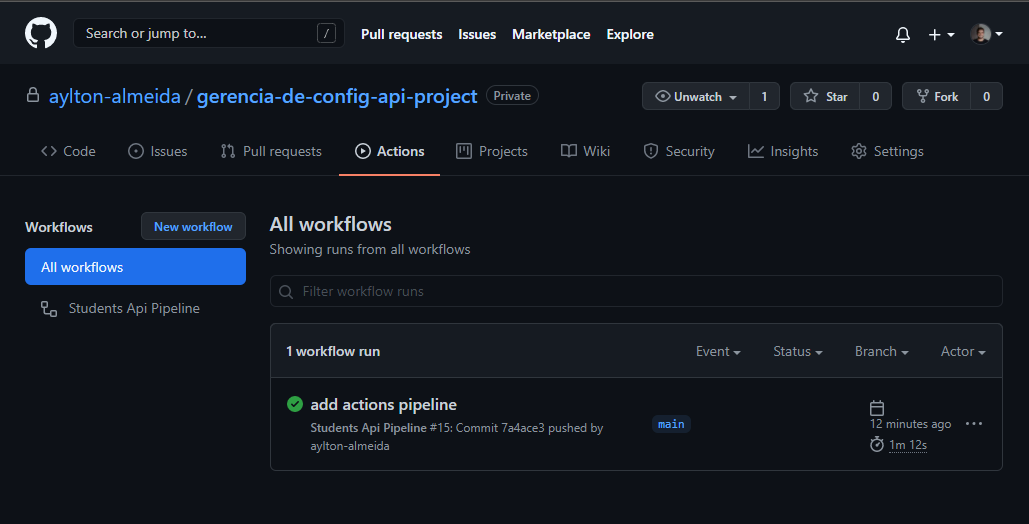 Search or jump to... /
Pull requests Issues Marketplace Explore
aylton-almeida / gerencia-de-config-api-project Private
Unwatch 1 Star 0 Fork 0
Code Issues Pull requests Actions Projects Wiki Security Insights Settings
Workflows New workflow
All workflows
Students Api Pipeline
All workflows
Showing runs from all workflows
Filter workflow runs
1 workflow run Event Status Branch Actor
add actions pipeline
Students Api Pipeline #15: Commit 7a4ace3 pushed by
aylton-almeida
main
12 minutes ago
1m 12s